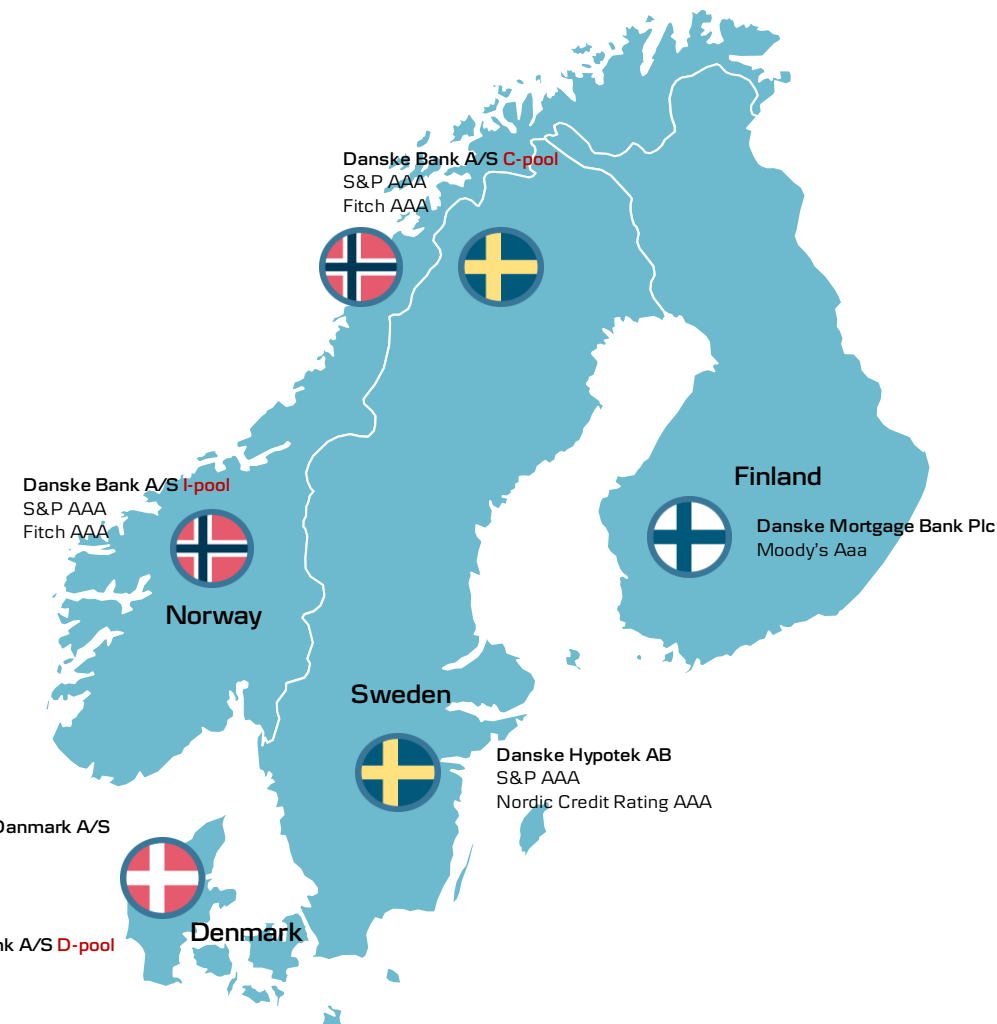 Danske Bank A/S C-pool
S&P AAA
Fitch AAA
Danske Bank A/S I-pool
S&P AAA
Fitch AAA
Norway
Finland
Danske Mortgage Bank Plc
Moody's Aaa
Sweden
Danske Hypotek AB
S&P AAA
Nordic Credit Rating AAA
Danmark A/S
Denmark
A/S D-pool